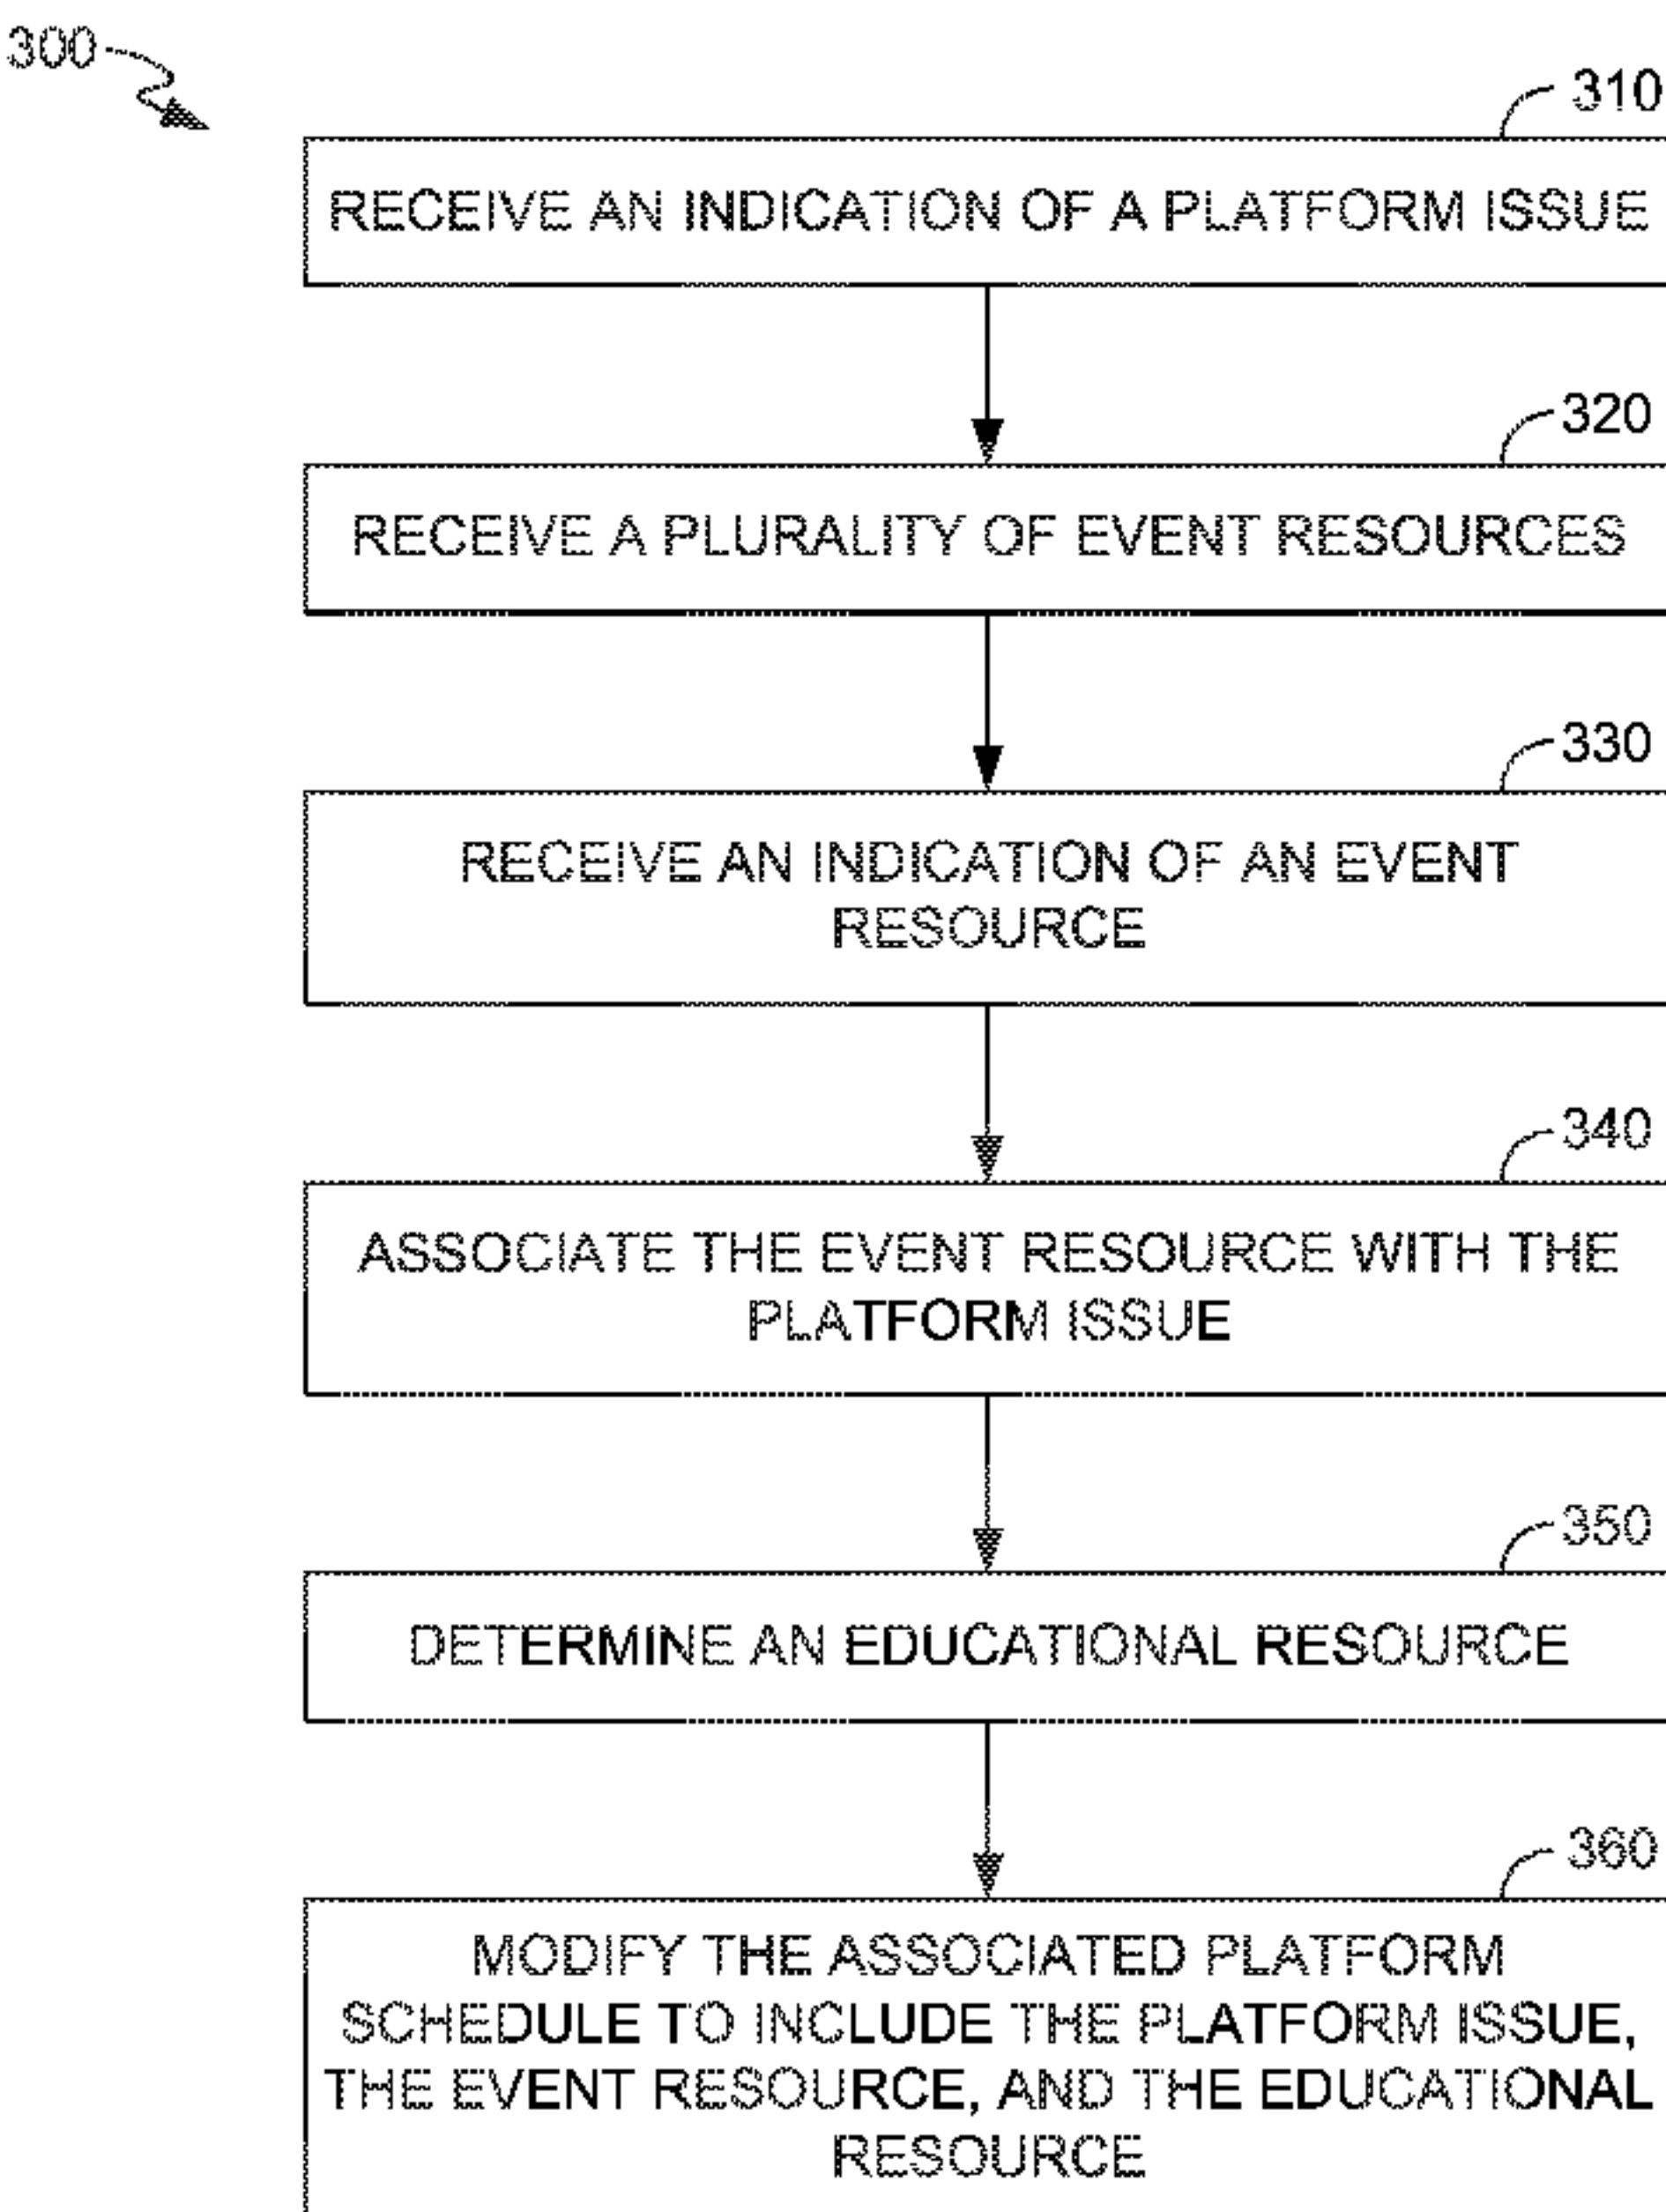 300
310
RECEIVE AN INDICATION OF A PLATFORM ISSUE
320
RECEIVE A PLURALITY OF EVENT RESOURCES
330
RECEIVE AN INDICATION OF AN EVENT
RESOURCE
340
ASSOCIATE THE EVENT RESOURCE WITH THE
PLATFORM ISSUE
350
DETERMINE AN EDUCATIONAL RESOURCE
360
MODIFY THE ASSOCIATED PLATFORM
SCHEDULE TO INCLUDE THE PLATFORM ISSUE,
THE EVENT RESOURCE, AND THE EDUCATIONAL
RESOURCE